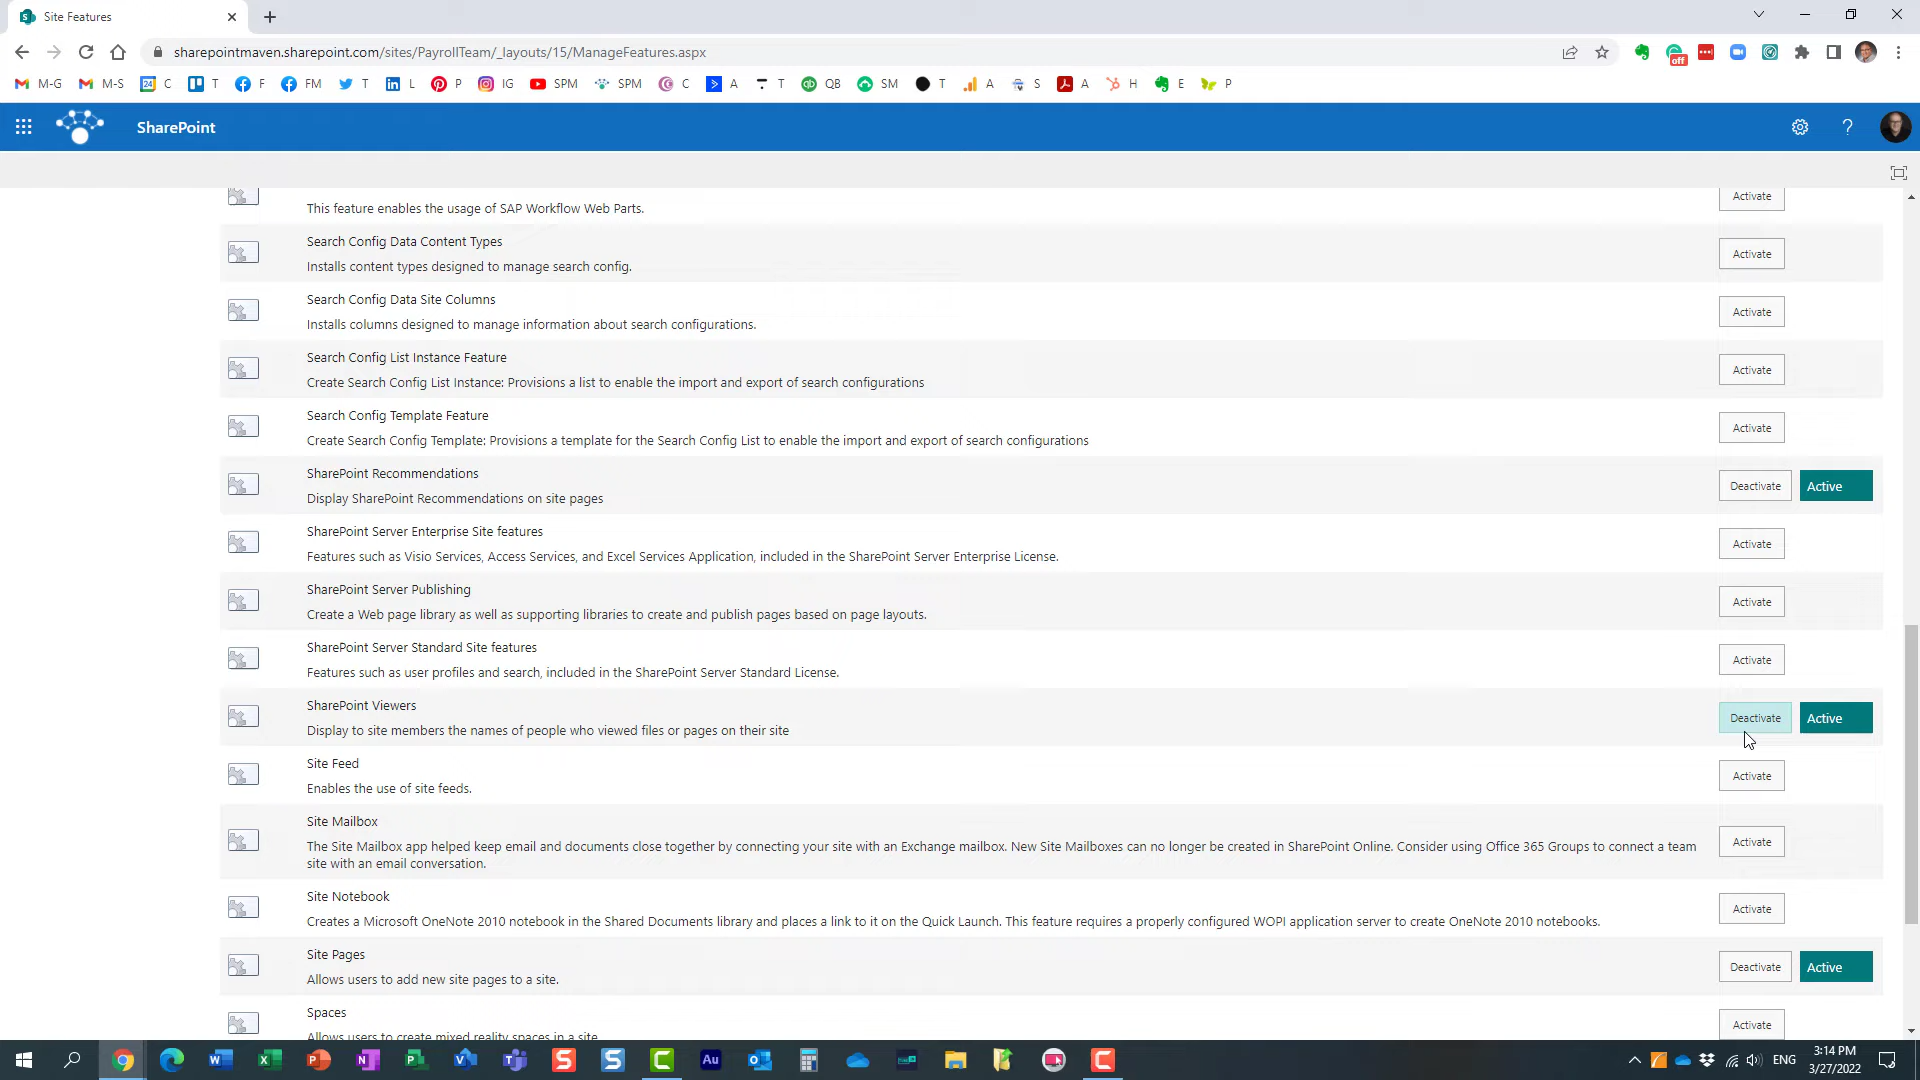 Site Features
sharepointmaven.sharepoint.com/sites/PayrollTeam/_layouts/15/ManageFeatures.aspx
off
M-G M-S 24 C T F FM T L P IG SPM SPM C A T QB SM T A S A H E P
SharePoint
Activate
This feature enables the usage of SAP Workflow Web Parts.
Search Config Data Content Types
Activate
Installs content types designed to manage search config.
Search Config Data Site Columns
Activate
Installs columns designed to manage information about search configurations.
Search Config List Instance Feature
Activate
Create Search Config List Instance: Provisions a list to enable the import and export of search configurations
Search Config Template Feature
Activate
Create Search Config Template: Provisions a template for the Search Config List to enable the import and export of search configurations
SharePoint Recommendations
Deactivate Active
Display SharePoint Recommendations on site pages
SharePoint Server Enterprise Site features
Activate
Features such as Visio Services, Access Services, and Excel Services Application, included in the SharePoint Server Enterprise License.
SharePoint Server Publishing
Activate
Create a Web page library as well as supporting libraries to create and publish pages based on page layouts.
SharePoint Server Standard Site features
Activate
Features such as user profiles and search, included in the SharePoint Server Standard License.
SharePoint Viewers
Deactivate Active
Display to site members the names of people who viewed files or pages on their site
Site Feed
Activate
Enables the use of site feeds.
Site Mailbox
Activate
The Site Mailbox app helped keep email and documents close together by connecting your site with an Exchange mailbox. New Site Mailboxes can no longer be created in SharePoint Online. Consider using Office 365 Groups to connect a team
site with an email conversation.
Site Notebook
Activate
Creates a Microsoft OneNote 2010 notebook in the Shared Documents library and places a link to it on the Quick Launch. This feature requires a properly configured WOPI application server to create OneNote 2010 notebooks.
Site Pages
Deactivate Active
Allows users to add new site pages to a site.
Spaces
Activate
Allows users to create mixed reality spaces in a site.
ENG
3:14 PM
3/27/2022